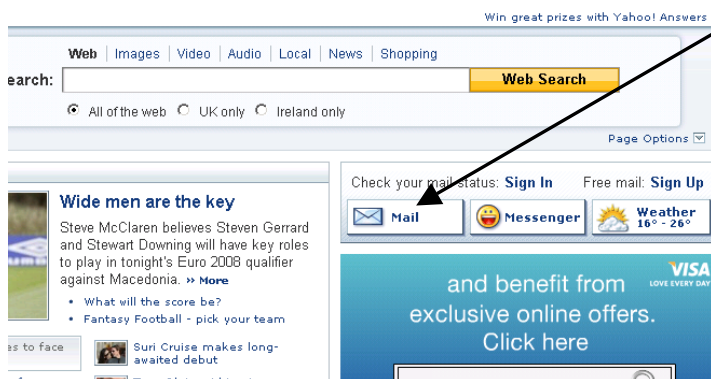 Win great prizes with Yahoo! Answers
Web | Images | Video | Audio | Local | News | Shopping
earch:
Web Search
All of the web UK only Ireland only
Page Options
Check your mail status: Sign In Free mail: Sign Up
Mail
Messenger
Weather
16° - 26°
Wide men are the key
Steve McClaren believes Steven Gerrard
and Stewart Downing will have key roles
to play in tonight's Euro 2008 qualifier
against Macedonia. » More
• What will the score be?
• Fantasy Football - pick your team
es to face
Suri Cruise makes long-
awaited debut
VISA
LOVE EVERY DAY
and benefit from
exclusive online offers.
Click here